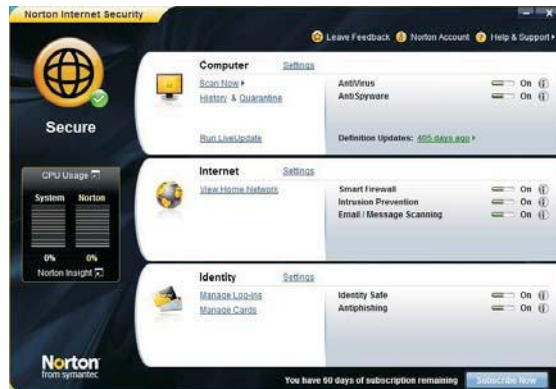 Norton Internet Security
Leave Feedback Norton Account Help & Support
Secure
CPU Usage
System Norton
0% 0%
Norton Insight
Computer Settings
Scan Now
History & Quarantine
Run LiveUpdate
AntiVirus On
AntiSpyware On
Definition Updates: 405 days ago
Internet Settings
View Home Network
Smart Firewall On
Intrusion Prevention On
Email / Message Scanning On
Identity Settings
Manage Log-ins
Manage Cards
Identity Safe On
Antiphishing On
Norton
from symantec
You have 60 days of subscription remaining Subscribe Now